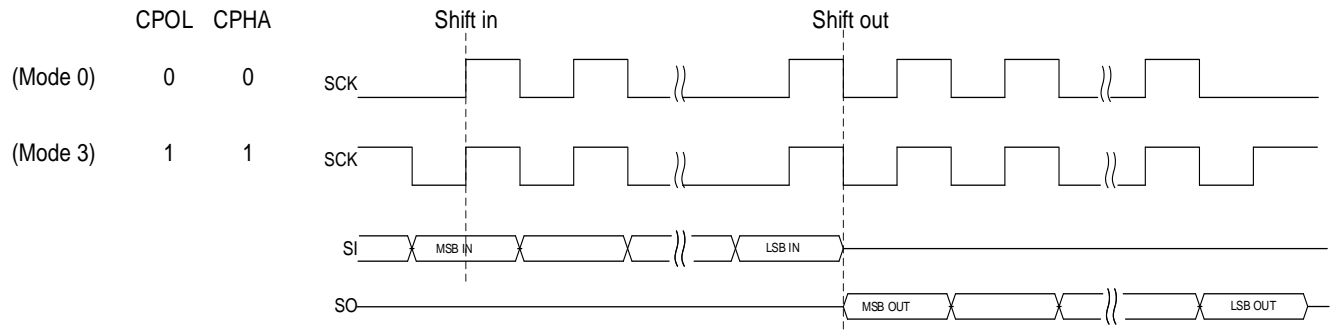 CPOL CPHA Shift in Shift out
(Mode 0) 0 0 SCK
(Mode 3) 1 1 SCK
SI MSB IN LSB IN
SO MSB OUT LSB OUT